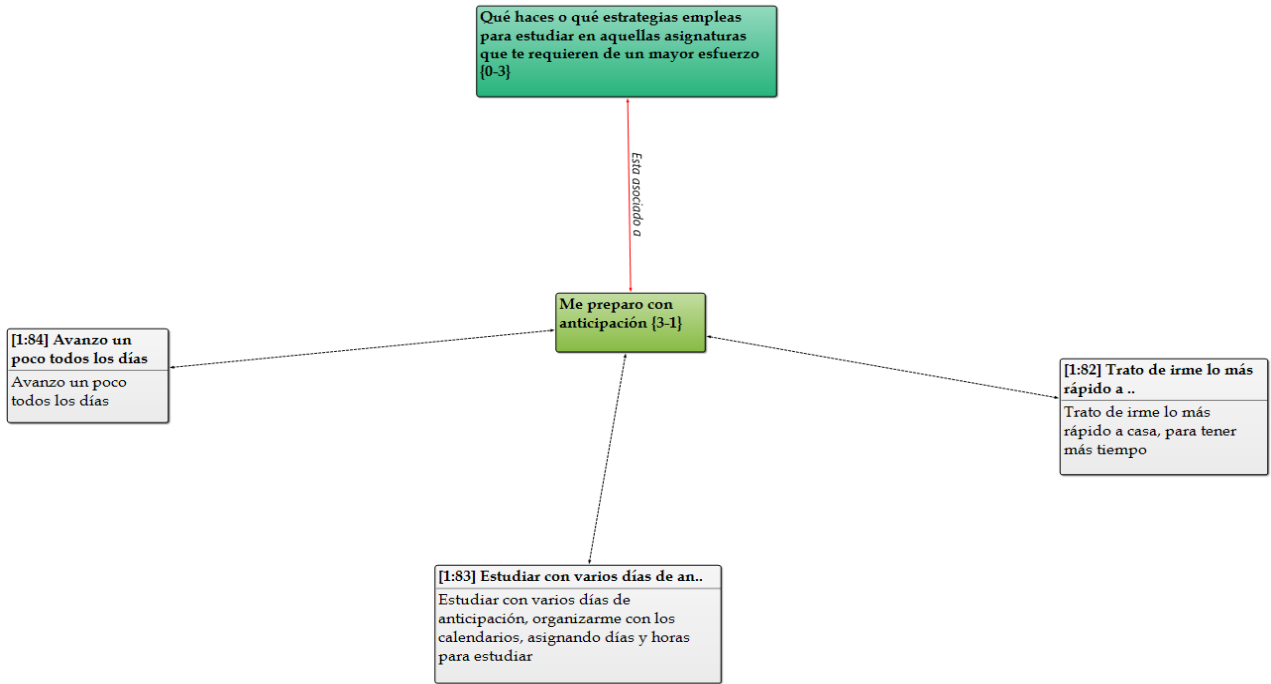 Qué haces o qué estrategias empleas
para estudiar en aquellas asignaturas
que te requieren de un mayor esfuerzo
{0-3}
Esta asociado a
Me preparo con
anticipación {3-1}
[1:84] Avanzo un
poco todos los días
Avanzo un poco
todos los días
[1:82] Trato de irme lo más
rápido a ..
Trato de irme lo más
rápido a casa, para tener
más tiempo
[1:83] Estudiar con varios días de an..
Estudiar con varios días de
anticipación, organizarme con los
calendarios, asignando días y horas
para estudiar